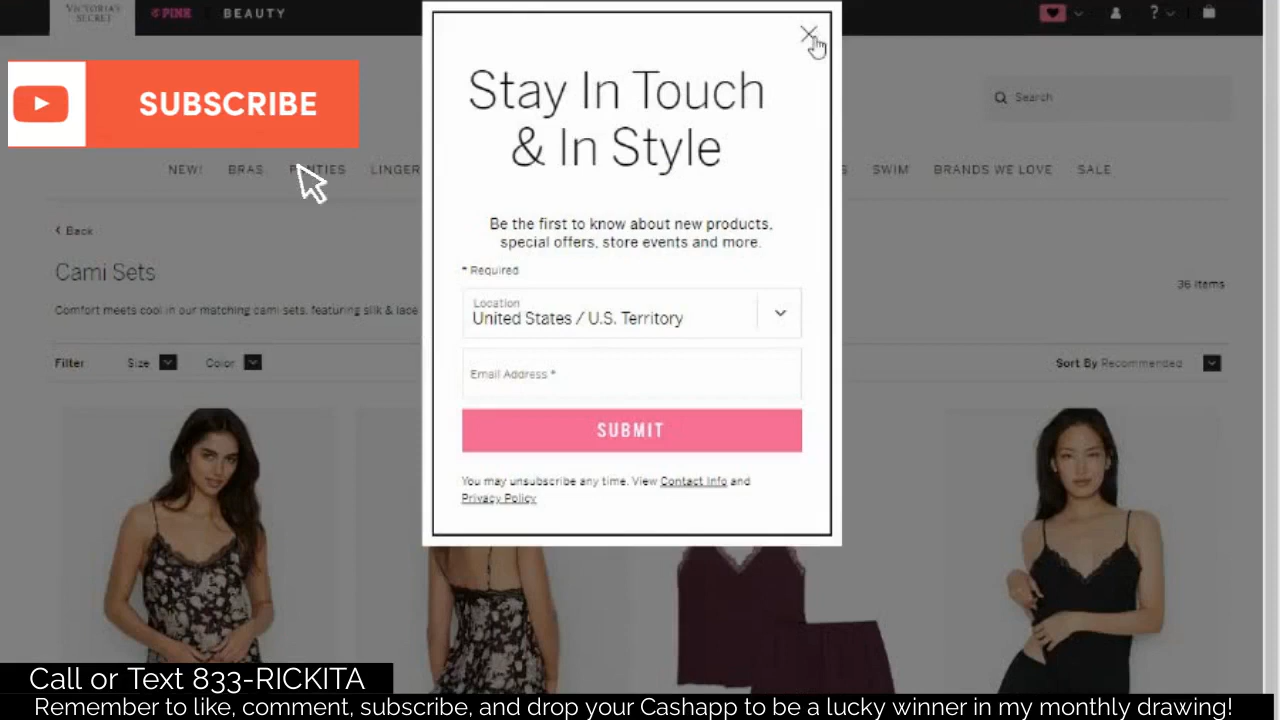 VICTORIA'S
SECRET
PINK
BEAUTY
?
SUBSCRIBE
Search
NEW!
BRAS
LINGER
S
SWIM
BRANDS WE LOVE
SALE
Back
Cami Sets
36 items
Comfort meets cool in our matching cami sets, featuring silk & lace
Filter
Size
Color
Sort By Recommended
Stay In Touch
& In Style
Be the first to know about new products,
special offers, store events and more.
* Required
Location
United States / U.S. Territory
Email Address *
SUBMIT
You may unsubscribe any time. View Contact Info and
Privacy Policy
Call or Text 833-RICKITA
Remember to like, comment, subscribe, and drop your Cashapp to be a lucky winner in my monthly drawing!